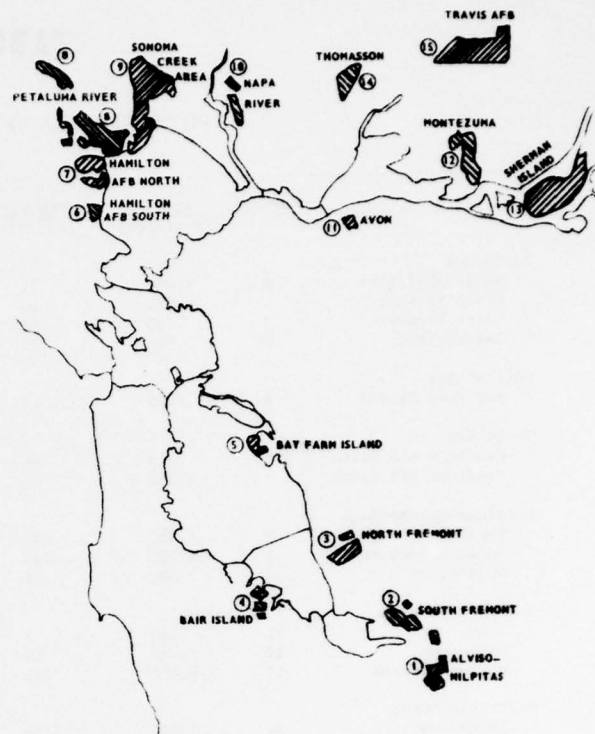 TRAVIS AFB
15
SONOMA
CREEK
AREA
9
8
PETALUMA RIVER
8
10
NAPA
RIVER
THOMASSON
14
MONTEZUMA
12
SHERMAN
ISLAND
13
7
HAMILTON
AFB NORTH
6
HAMILTON
AFB SOUTH
11
AVON
5
BAY FARM ISLAND
3
NORTH FREMONT
4
BAIR ISLAND
2
SOUTH FREMONT
1
ALVISO-
MILPITAS